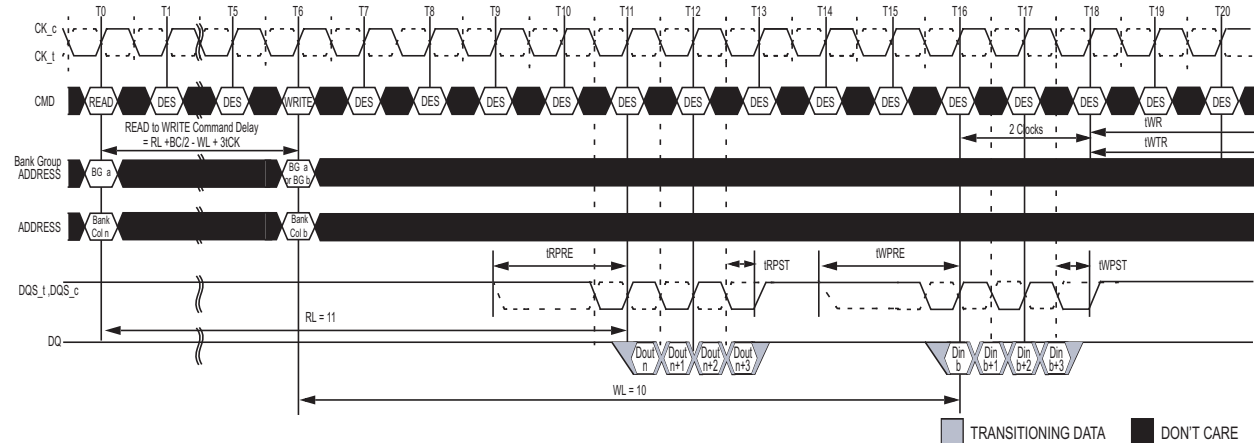 T0 T1 T5 T6 T7 T8 T9 T10 T11 T12 T13 T14 T15 T16 T17 T18 T19 T20
CK_c
CK_t
CMD READ DES DES WRITE DES DES DES DES DES DES DES DES DES DES DES DES DES DES
READ to WRITE Command Delay
= RL +BC/2 - WL + 3tCK
2 Clocks
tWR
tWTR
Bank Group
ADDRESS
BG a
BG a
or BG b
ADDRESS
Bank
Col n
Bank
Col b
tRPRE
tRPST
tWPRE
tWPST
DQS_t ,DQS_c
RL = 11
DQ
Dout
n
Dout
n+1
Dout
n+2
Dout
n+3
Din
b
Din
b+1
Din
b+2
Din
b+3
WL = 10
TRANSITIONING DATA
DON'T CARE